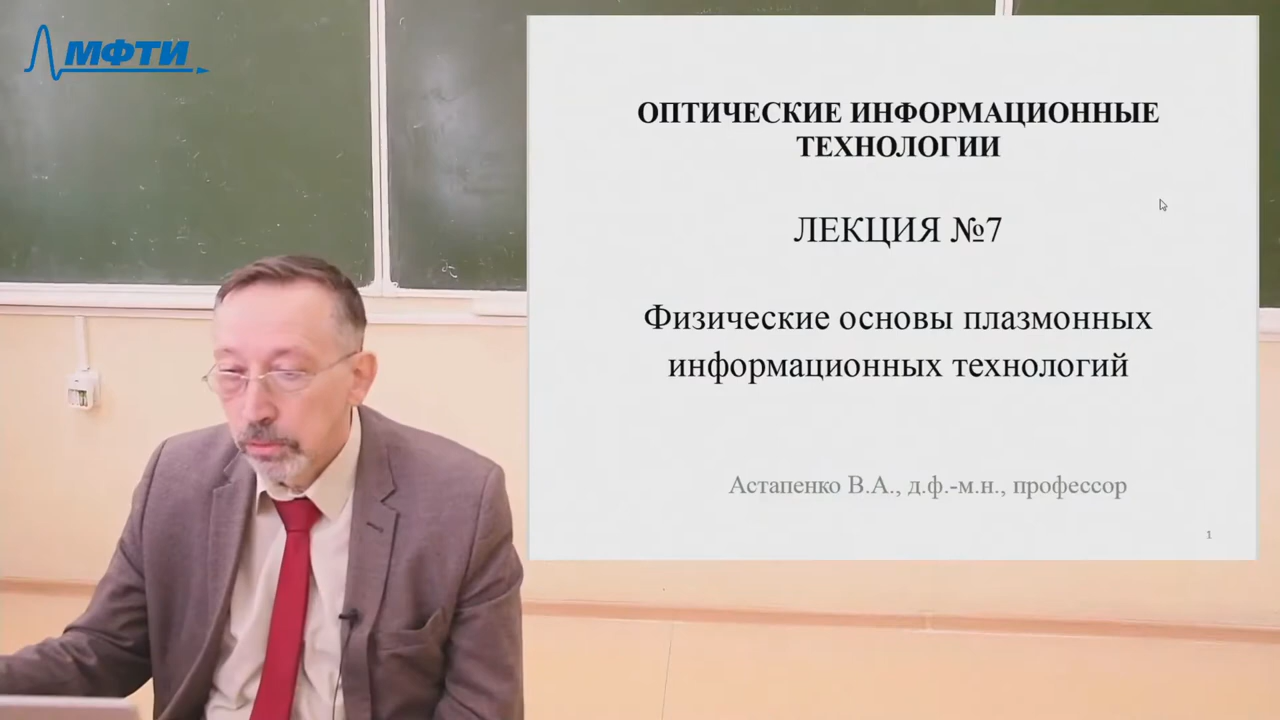 МФТИ
ОПТИЧЕСКИЕ ИНФОРМАЦИОННЫЕ
ТЕХНОЛОГИИ
ЛЕКЦИЯ №7
Физические основы плазмонных
информационных технологий
Астапенко В.А., д.ф.-м.н., профессор
1